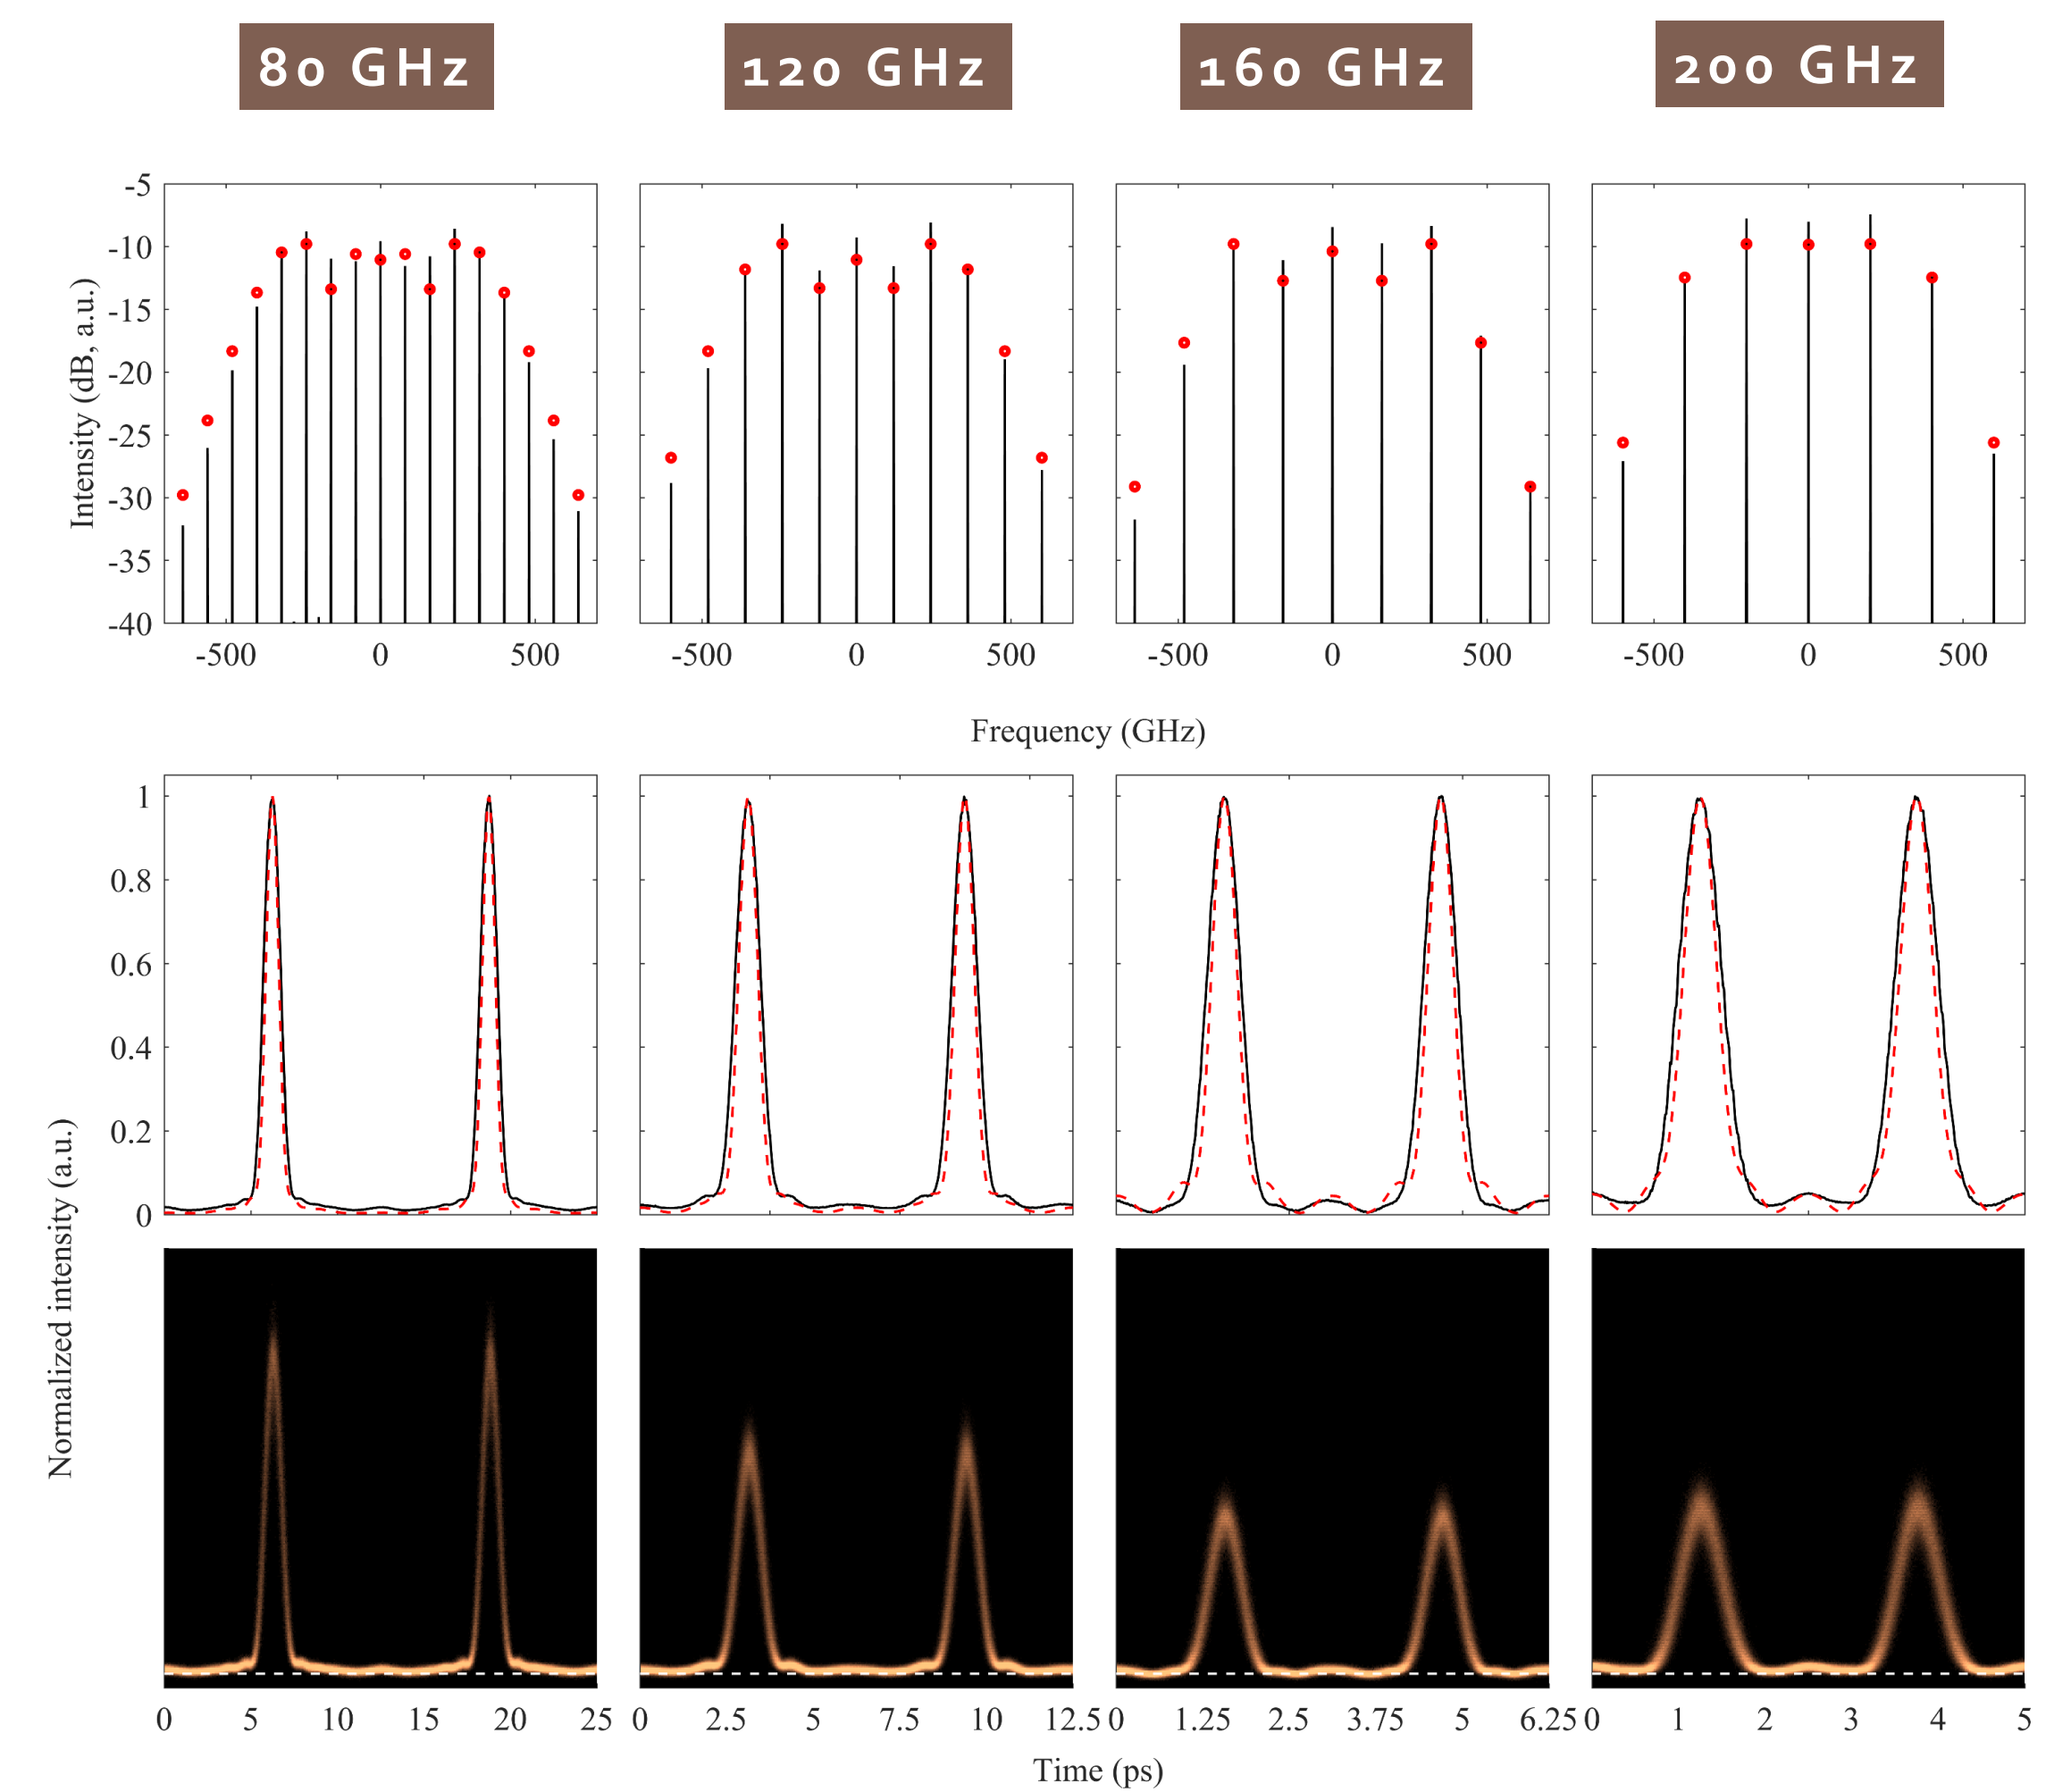 80 GHz
120 GHz
160 GHz
200 GHz
Intensity (dB, a.u.)
-5
-10
-15
-20
-25
-30
-35
-40
-500 0 500
-500 0 500
-500 0 500
-500 0 500
Frequency (GHz)
Normalized intensity (a.u.)
1
0.8
0.6
0.4
0.2
0
0 5 10 15 20 25
0 2.5 5 7.5 10 12.5
0 1.25 2.5 3.75 5 6.25
0 1 2 3 4 5
Time (ps)